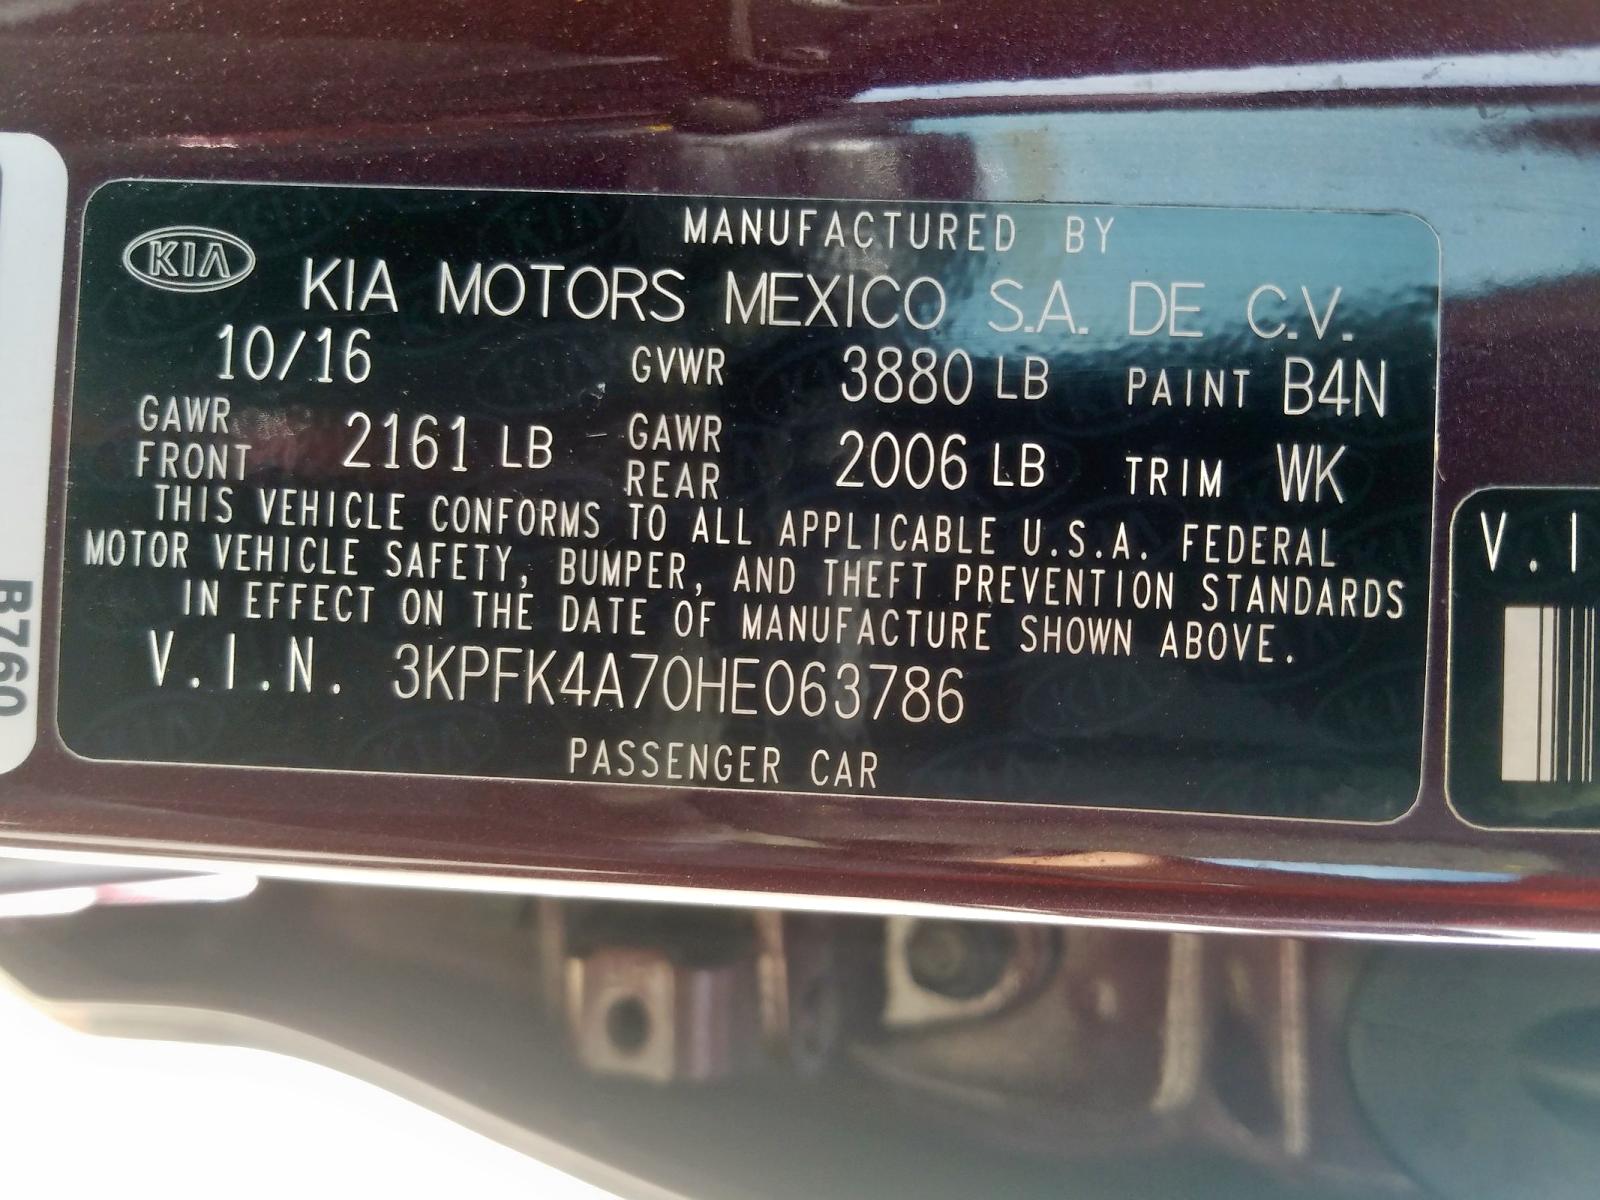 MANUFACTURED BY
KIA
KIA MOTORS MEXICO S.A. DE C.V.
10/16 GVWR 3880 LB PAINT B4N
GAWR FRONT 2161 LB GAWR REAR 2006 LB TRIM WK
THIS VEHICLE CONFORMS TO ALL APPLICABLE U.S.A. FEDERAL
MOTOR VEHICLE SAFETY, BUMPER, AND THEFT PREVENTION STANDARDS
IN EFFECT ON THE DATE OF MANUFACTURE SHOWN ABOVE.
V.I.N. 3KPFK4A70HE063786
PASSENGER CAR
V.I
B760